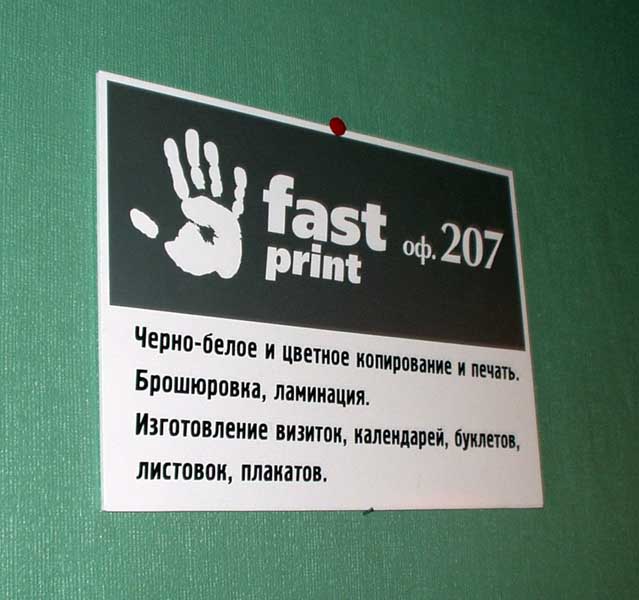 fast
print
оф. 207
Черно-белое и цветное копирование и печать.
Брошюровка, ламинация.
Изготовление визиток, календарей, буклетов,
листовок, плакатов.